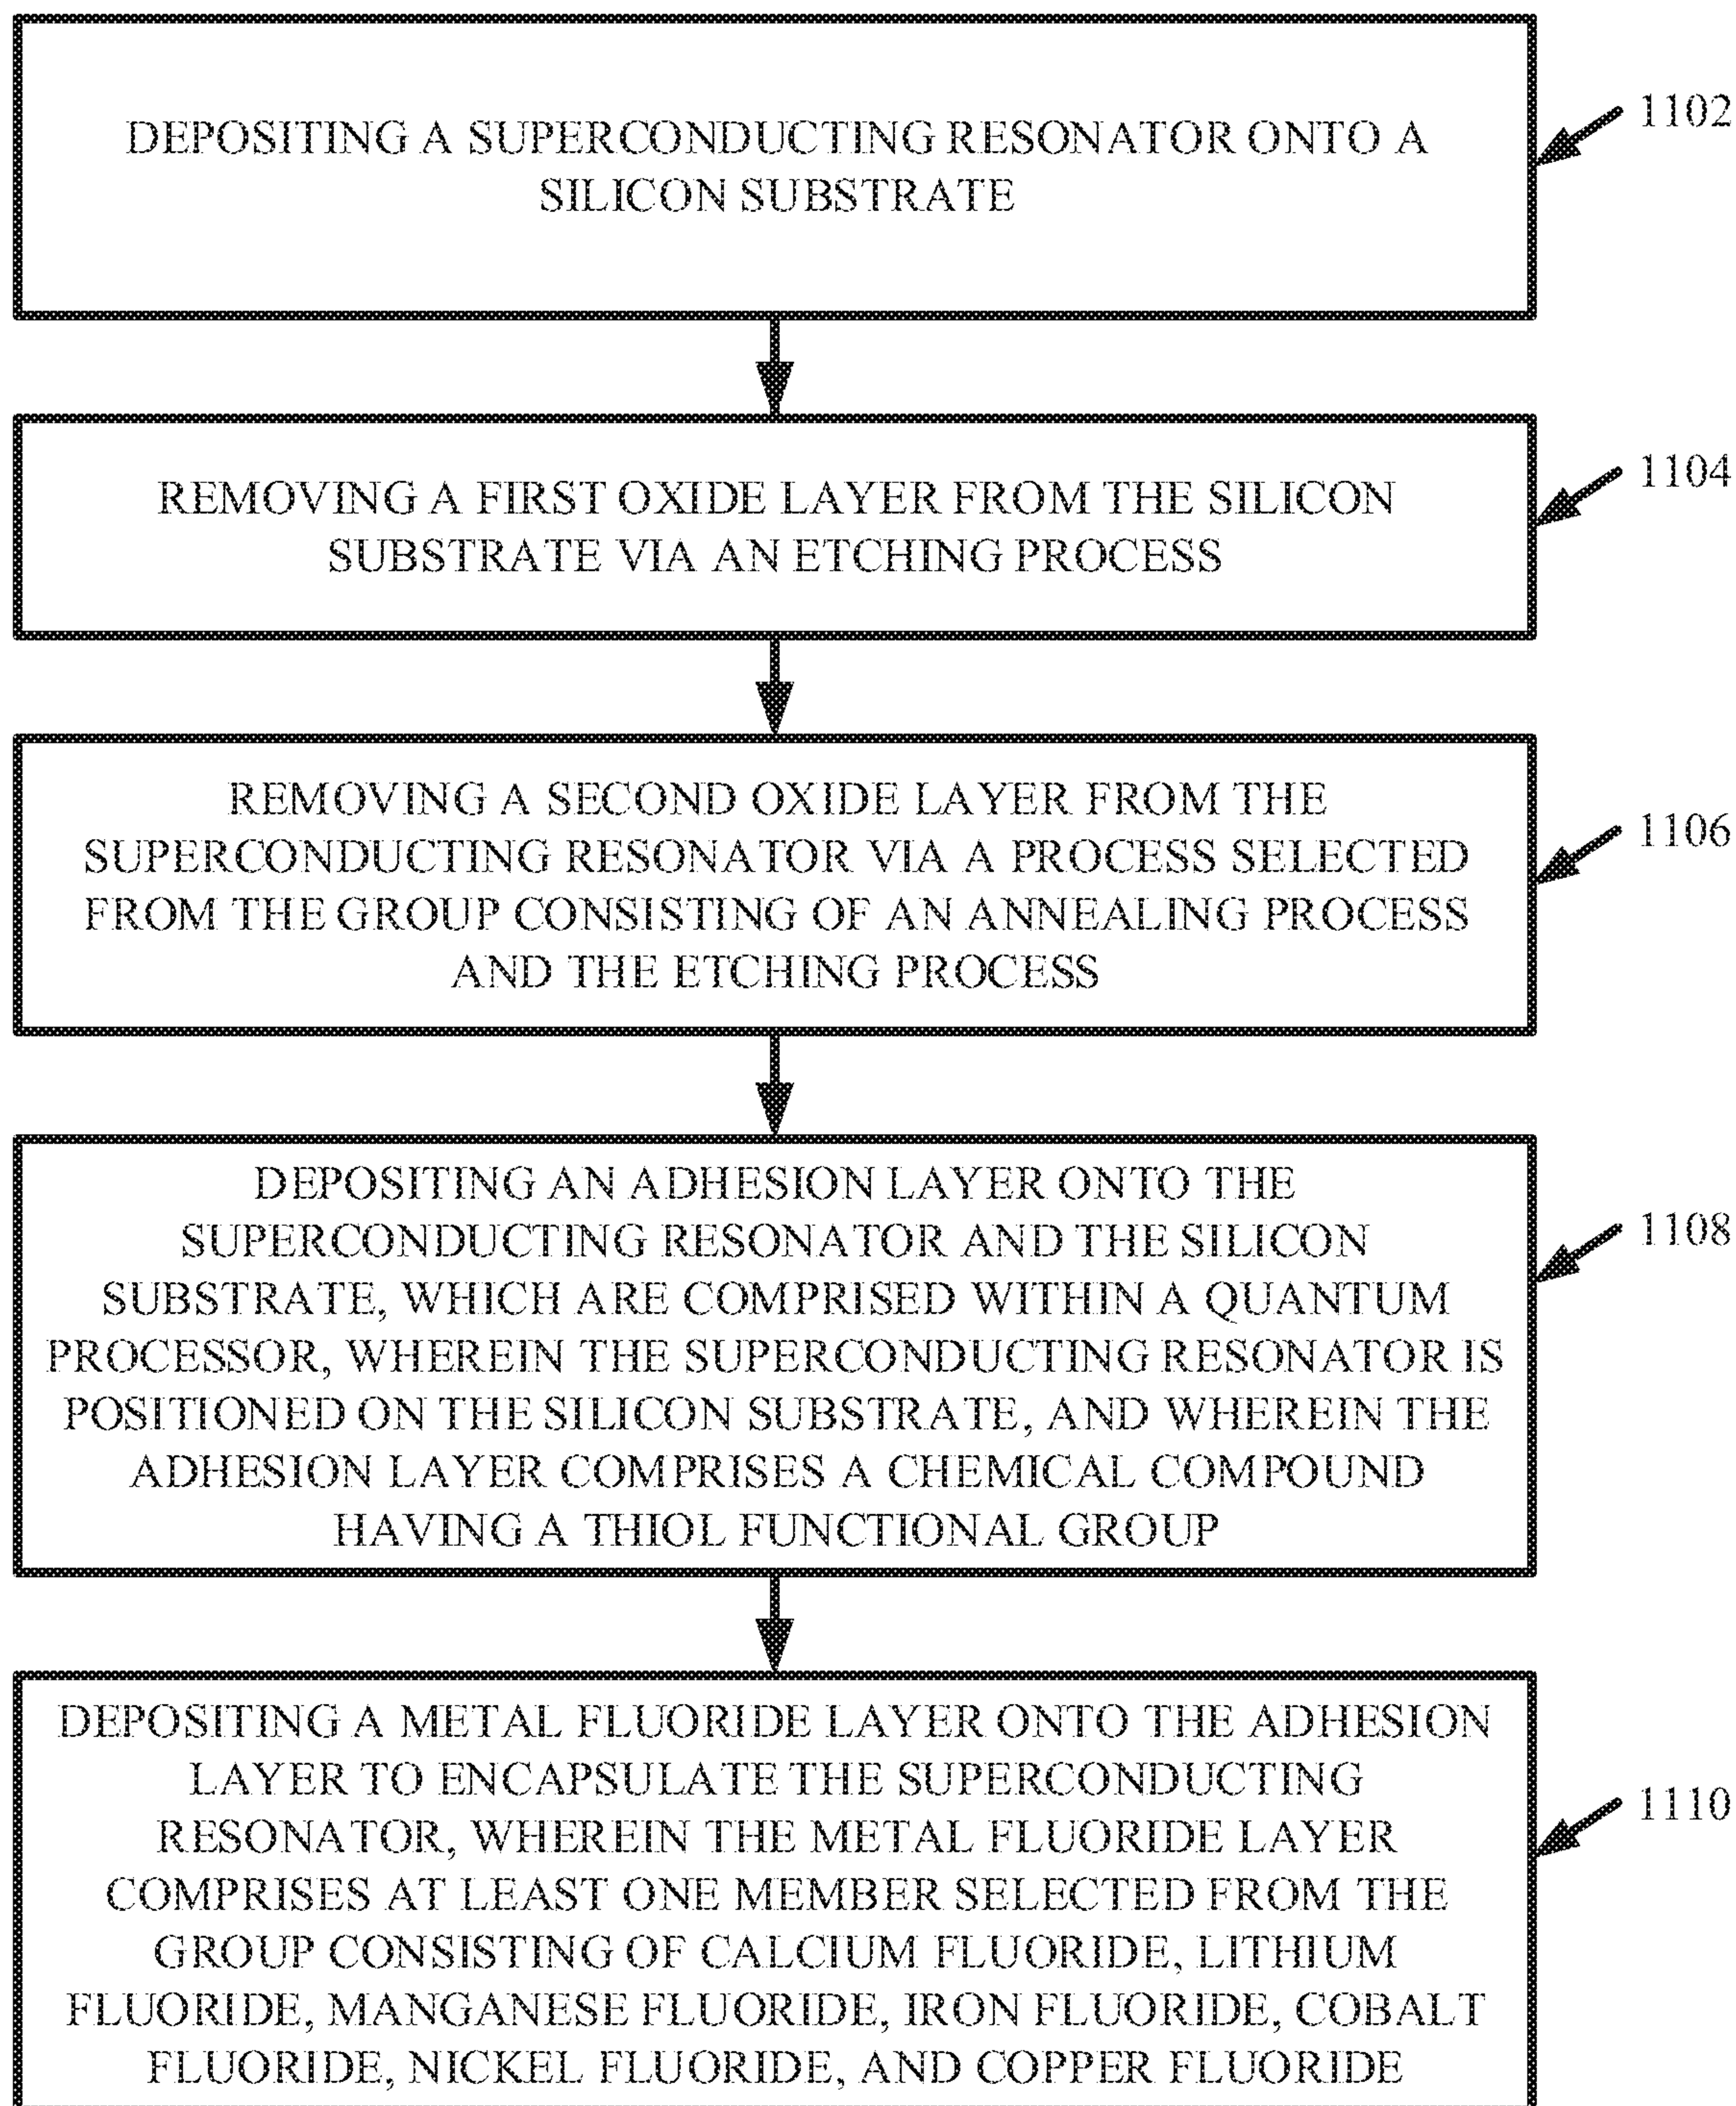 DEPOSITING A SUPERCONDUCTING RESONATOR ONTO A
SILICON SUBSTRATE
1102
REMOVING A FIRST OXIDE LAYER FROM THE SILICON
SUBSTRATE VIA AN ETCHING PROCESS
1104
REMOVING A SECOND OXIDE LAYER FROM THE
SUPERCONDUCTING RESONATOR VIA A PROCESS SELECTED
FROM THE GROUP CONSISTING OF AN ANNEALING PROCESS
AND THE ETCHING PROCESS
1106
DEPOSITING AN ADHESION LAYER ONTO THE
SUPERCONDUCTING RESONATOR AND THE SILICON
SUBSTRATE, WHICH ARE COMPRISED WITHIN A QUANTUM
PROCESSOR, WHEREIN THE SUPERCONDUCTING RESONATOR IS
POSITIONED ON THE SILICON SUBSTRATE, AND WHEREIN THE
ADHESION LAYER COMPRISES A CHEMICAL COMPOUND
HAVING A THIOL FUNCTIONAL GROUP
1108
DEPOSITING A METAL FLUORIDE LAYER ONTO THE ADHESION
LAYER TO ENCAPSULATE THE SUPERCONDUCTING
RESONATOR, WHEREIN THE METAL FLUORIDE LAYER
COMPRISES AT LEAST ONE MEMBER SELECTED FROM THE
GROUP CONSISTING OF CALCIUM FLUORIDE, LITHIUM
FLUORIDE, MANGANESE FLUORIDE, IRON FLUORIDE, COBALT
FLUORIDE, NICKEL FLUORIDE, AND COPPER FLUORIDE
1110